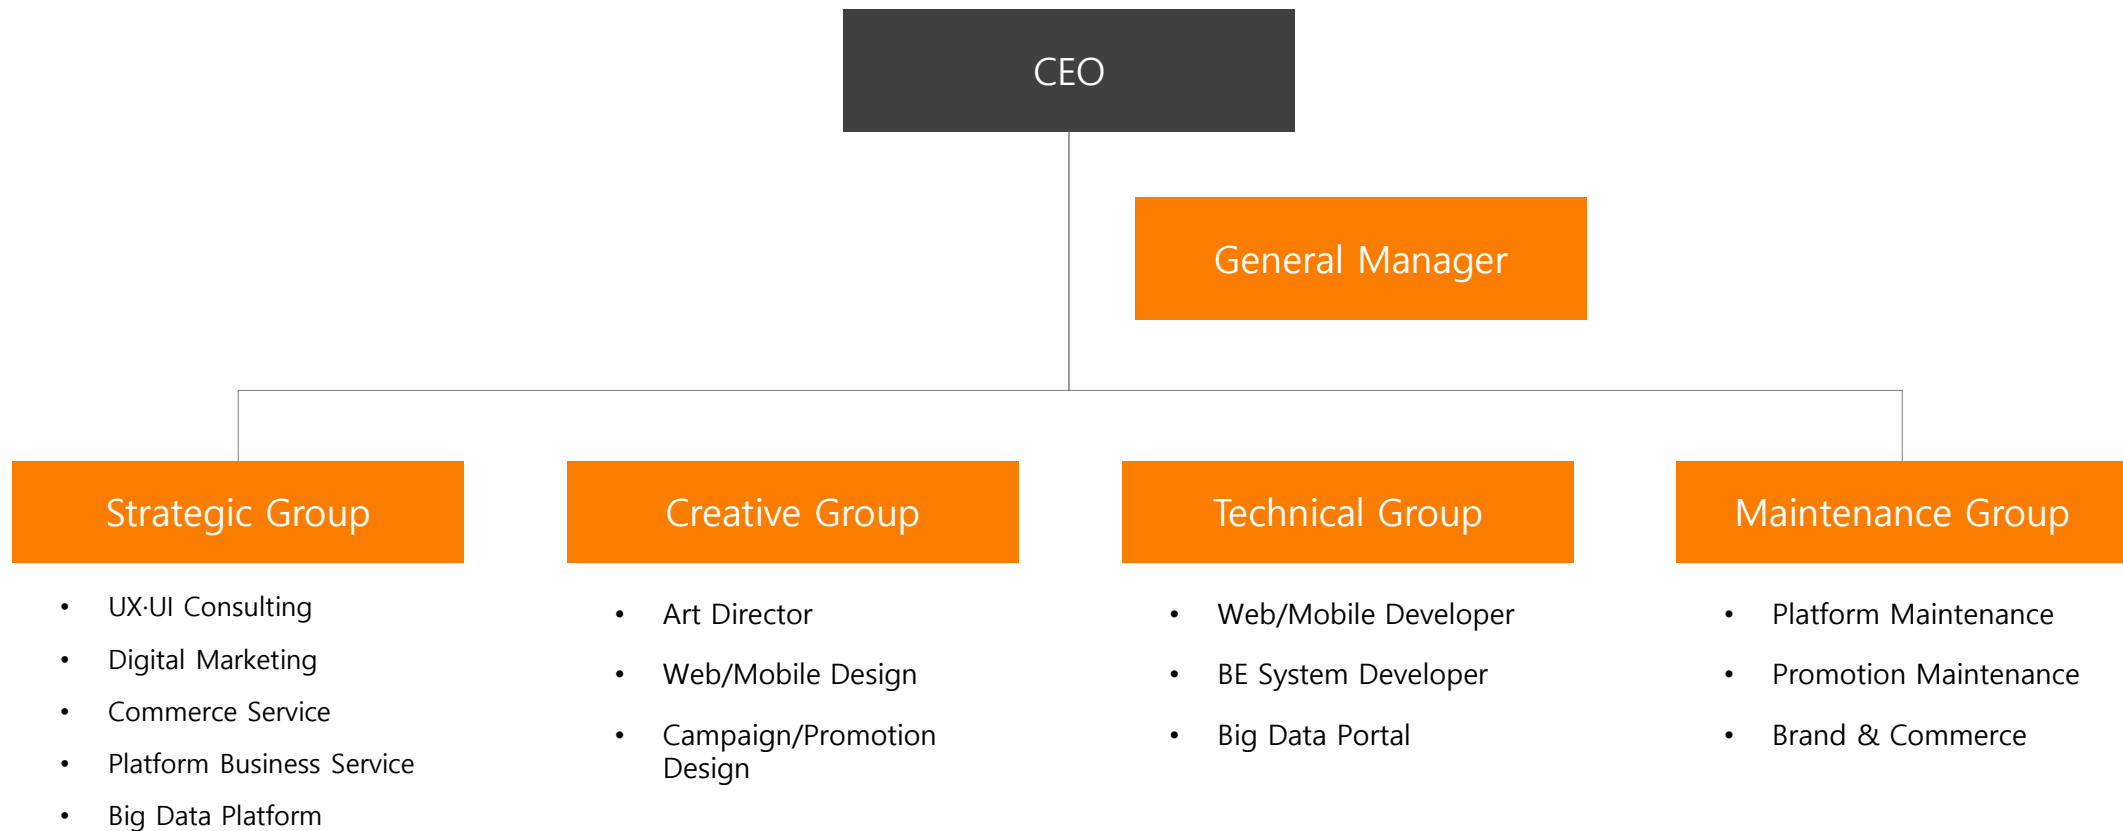 CEO
General Manager
Strategic Group
Creative Group
Technical Group
Maintenance Group
• UX·UI Consulting
• Digital Marketing
• Commerce Service
• Platform Business Service
• Big Data Platform
• Art Director
• Web/Mobile Design
• Campaign/Promotion
Design
• Web/Mobile Developer
• BE System Developer
• Big Data Portal
• Platform Maintenance
• Promotion Maintenance
• Brand & Commerce